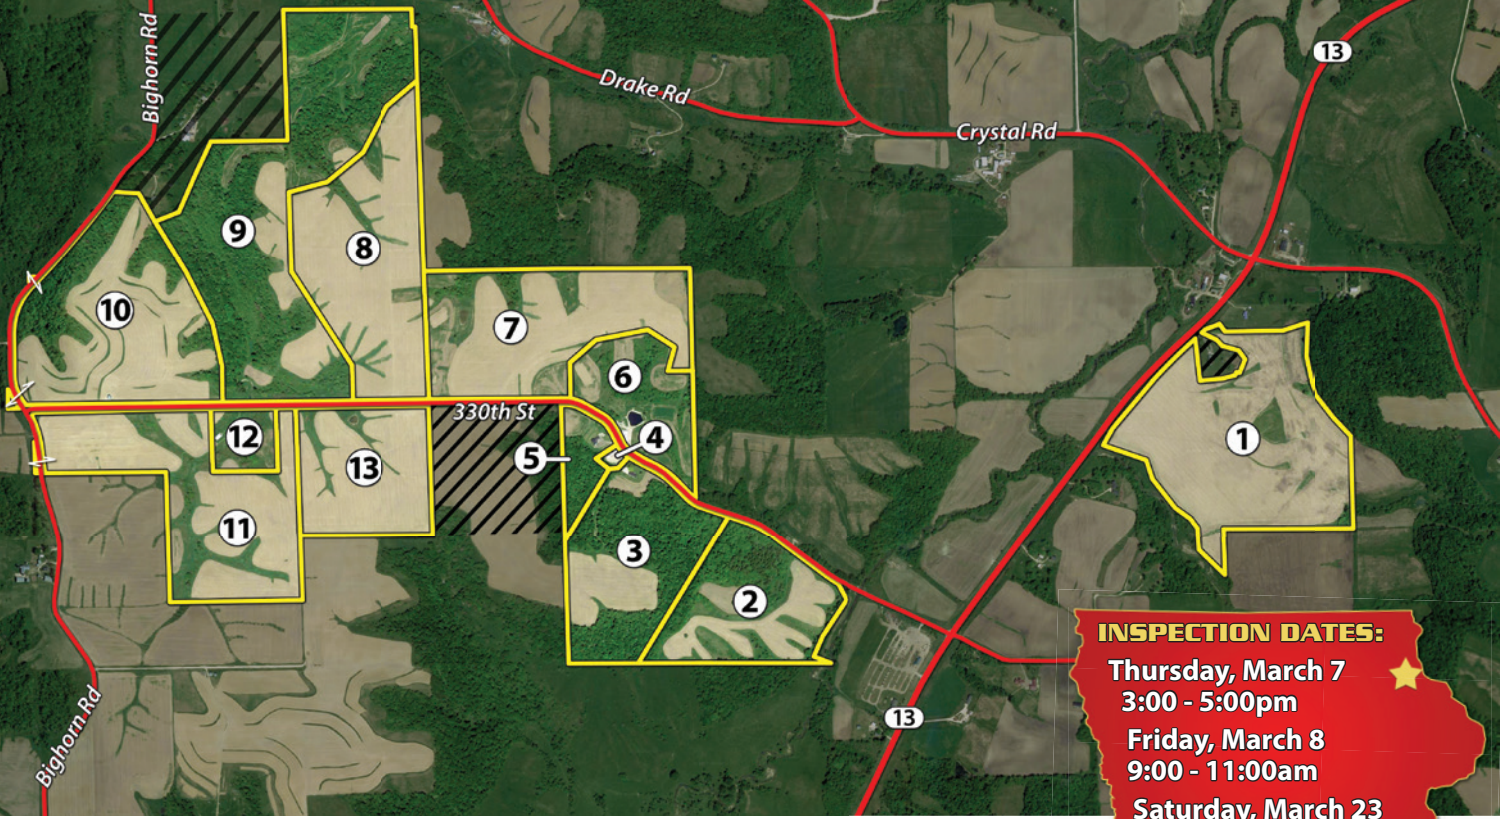 Bighorn Rd
Drake Rd
Crystal Rd
13
9
8
10
7
6
330th St
12
4
5
13
1
11
3
2
13
Bighorn Rd
INSPECTION DATES:
Thursday, March 7
3:00 - 5:00pm
Friday, March 8
9:00 - 11:00am
Saturday, March 23